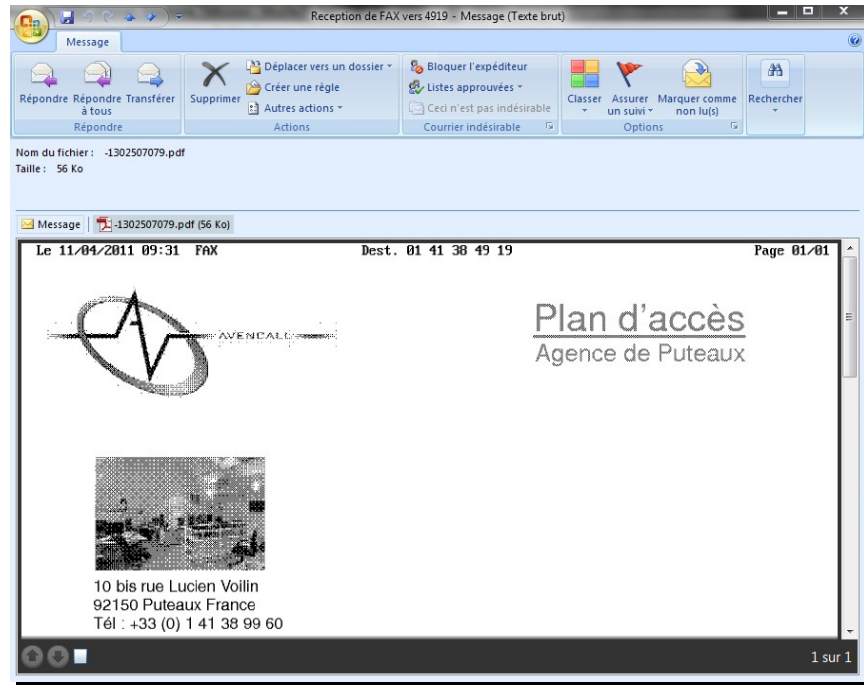 Reception de FAX vers 4919 - Message (Texte brut)
Message
Répondre Répondre à tous Transférer
Supprimer
Déplacer vers un dossier
Créer une règle
Autres actions
Bloquer l'expéditeur
Listes approuvées
Ceci n'est pas indésirable
Classer Assurer un suivi Marquer comme non lu(s)
Rechercher
Répondre Actions Courrier indésirable Options
Nom du fichier : -1302507079.pdf
Taille : 56 Ko
Message -1302507079.pdf (56 Ko)
Le 11/04/2011 09:31 FAX Dest. 01 41 38 49 19 Page 01/01
AVENCALL
Plan d'accès
Agence de Puteaux
10 bis rue Lucien Voilin
92150 Puteaux France
Tél : +33 (0) 1 41 38 99 60
1 sur 1